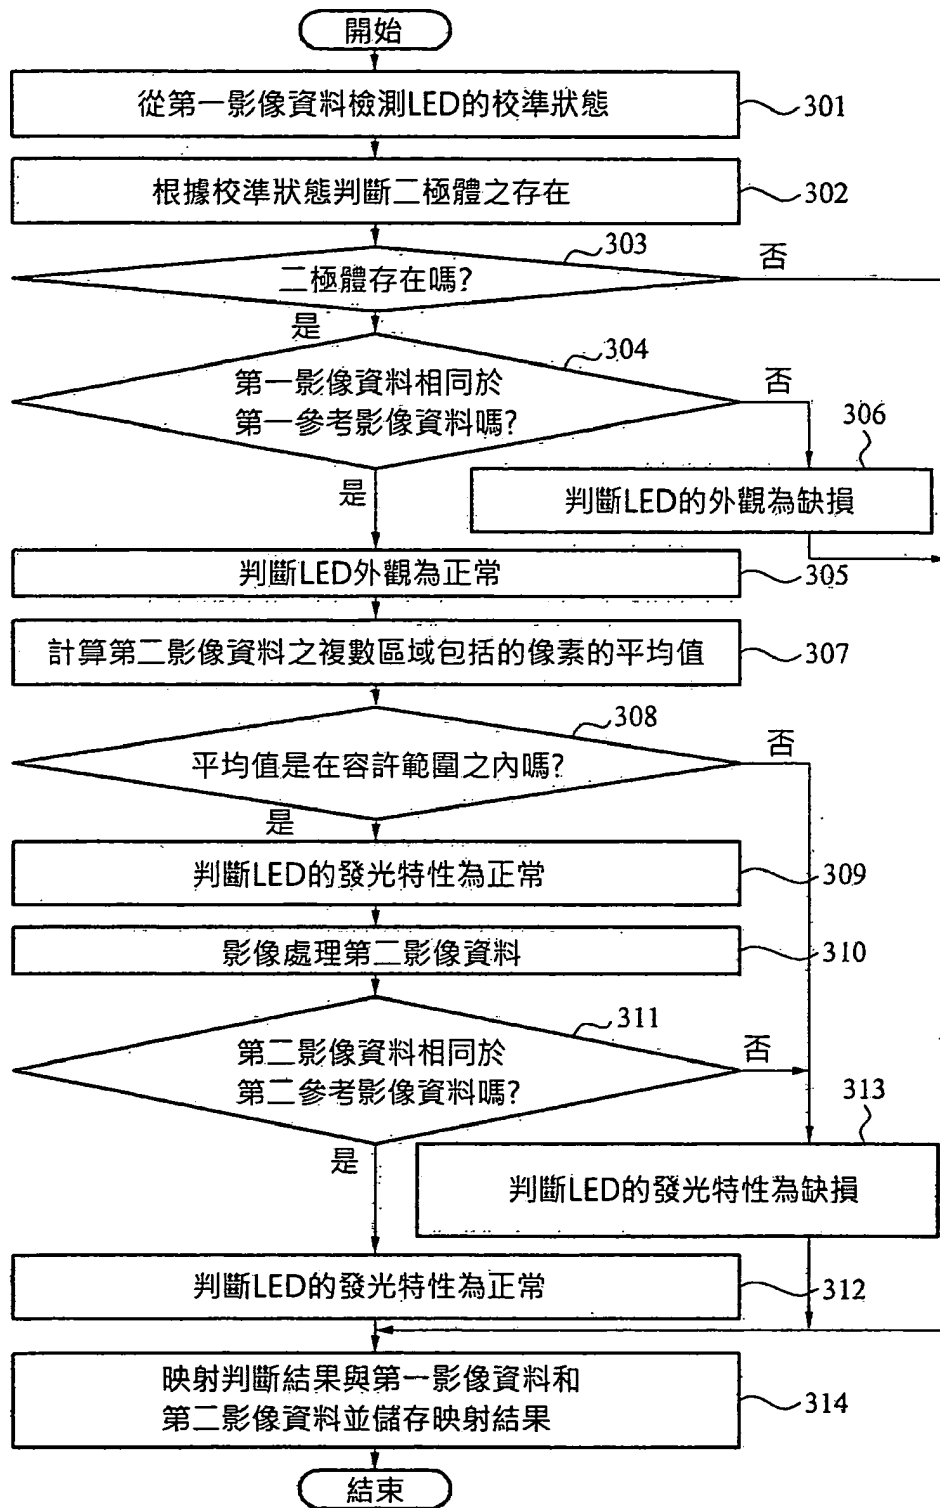 開始
從第一影像資料檢測LED的校準狀態
301
根據校準狀態判斷二極體之存在
302
303
二極體存在嗎?
否
是
304
第一影像資料相同於
第一參考影像資料嗎?
否
306
是
判斷LED的外觀為缺損
判斷LED外觀為正常
305
計算第二影像資料之複數區域包括的像素的平均值
307
308
平均值是在容許範圍之內嗎?
否
是
判斷LED的發光特性為正常
309
影像處理第二影像資料
310
311
第二影像資料相同於
第二參考影像資料嗎?
否
313
是
判斷LED的發光特性為缺損
判斷LED的發光特性為正常
312
映射判斷結果與第一影像資料和
第二影像資料並儲存映射結果
314
結束